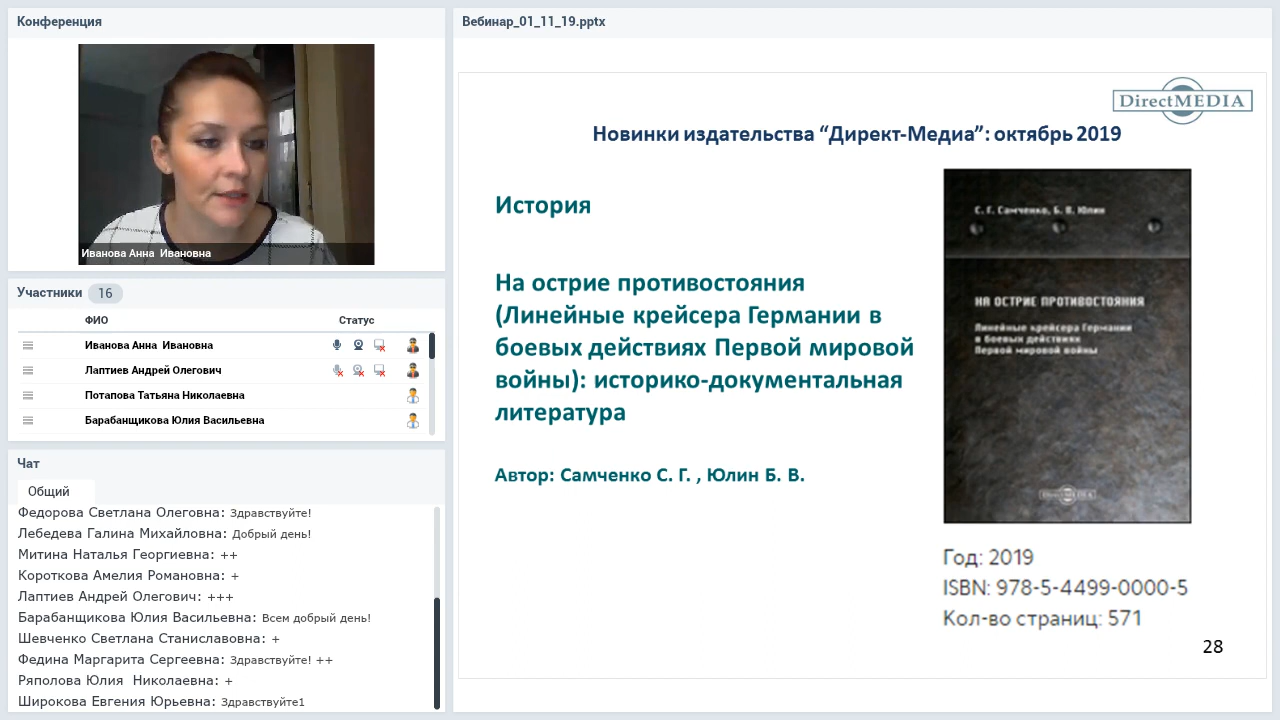 Конференция
Иванова Анна  Ивановна
Участники 16
ФИО Статус
Иванова Анна  Ивановна
Лаптиев Андрей Олегович
Потапова Татьяна Николаевна
Барабанщикова Юлия Васильевна
Чат
Общий
Федорова Светлана Олеговна: Здравствуйте!
Лебедева Галина Михайловна: Добрый день!
Митина Наталья Георгиевна: ++
Короткова Амелия Романовна: +
Лаптиев Андрей Олегович: +++
Барабанщикова Юлия Васильевна: Всем добрый день!
Шевченко Светлана Станиславовна: +
Федина Маргарита Сергеевна: Здравствуйте! ++
Ряполова Юлия  Николаевна: +
Широкова Евгения Юрьевна: Здравствуйте1
Вебинар_01_11_19.pptx
DirectMEDIA
Новинки издательства “Директ-Медиа”: октябрь 2019
История
На острие противостояния
(Линейные крейсера Германии в
боевых действиях Первой мировой
войны): историко-документальная
литература
Автор: Самченко С. Г. , Юлин Б. В.
С. Г. Самченко, Б. В. Юлин
НА ОСТРИЕ ПРОТИВОСТОЯНИЯ
Линейные крейсера Германии
в боевых действиях
Первой мировой войны
DirectMEDIA
Год: 2019
ISBN: 978-5-4499-0000-5
Кол-во страниц: 571
28